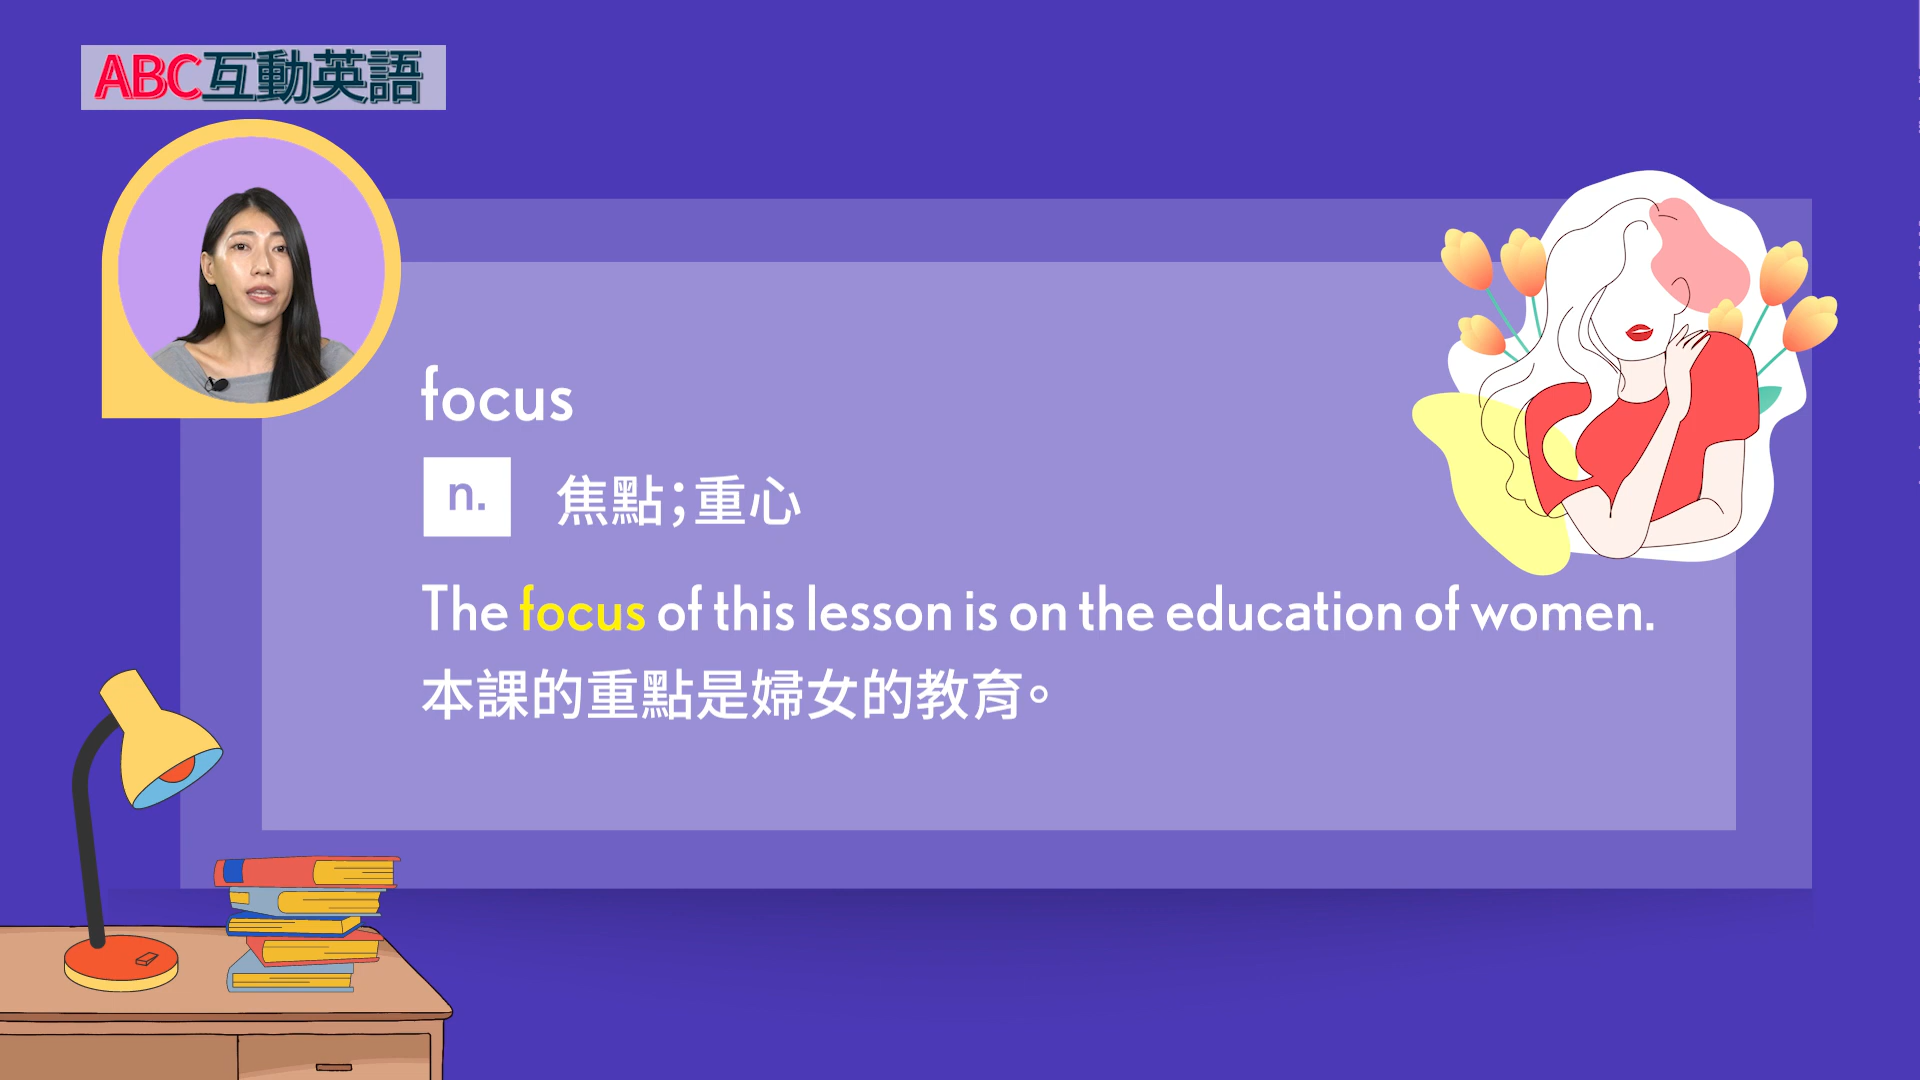 ABC互動英語
focus
n. 焦點；重心
The focus of this lesson is on the education of women.
本課的重點是婦女的教育。